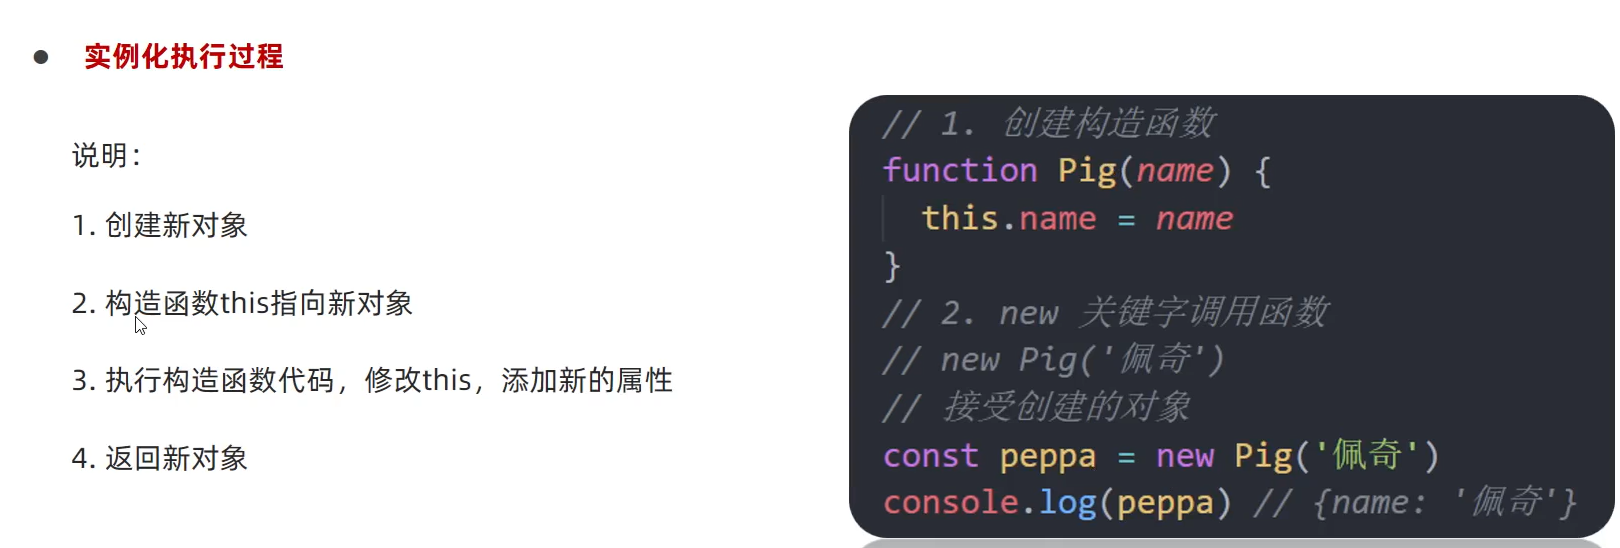 实例化执行过程
说明：
1. 创建新对象
2. 构造函数this指向新对象
3. 执行构造函数代码，修改this，添加新的属性
4. 返回新对象
// 1. 创建构造函数
function Pig(name) {
  this.name = name
}
// 2. new 关键字调用函数
// new Pig('佩奇')
// 接受创建的对象
const peppa = new Pig('佩奇')
console.log(peppa) // {name: '佩奇'}